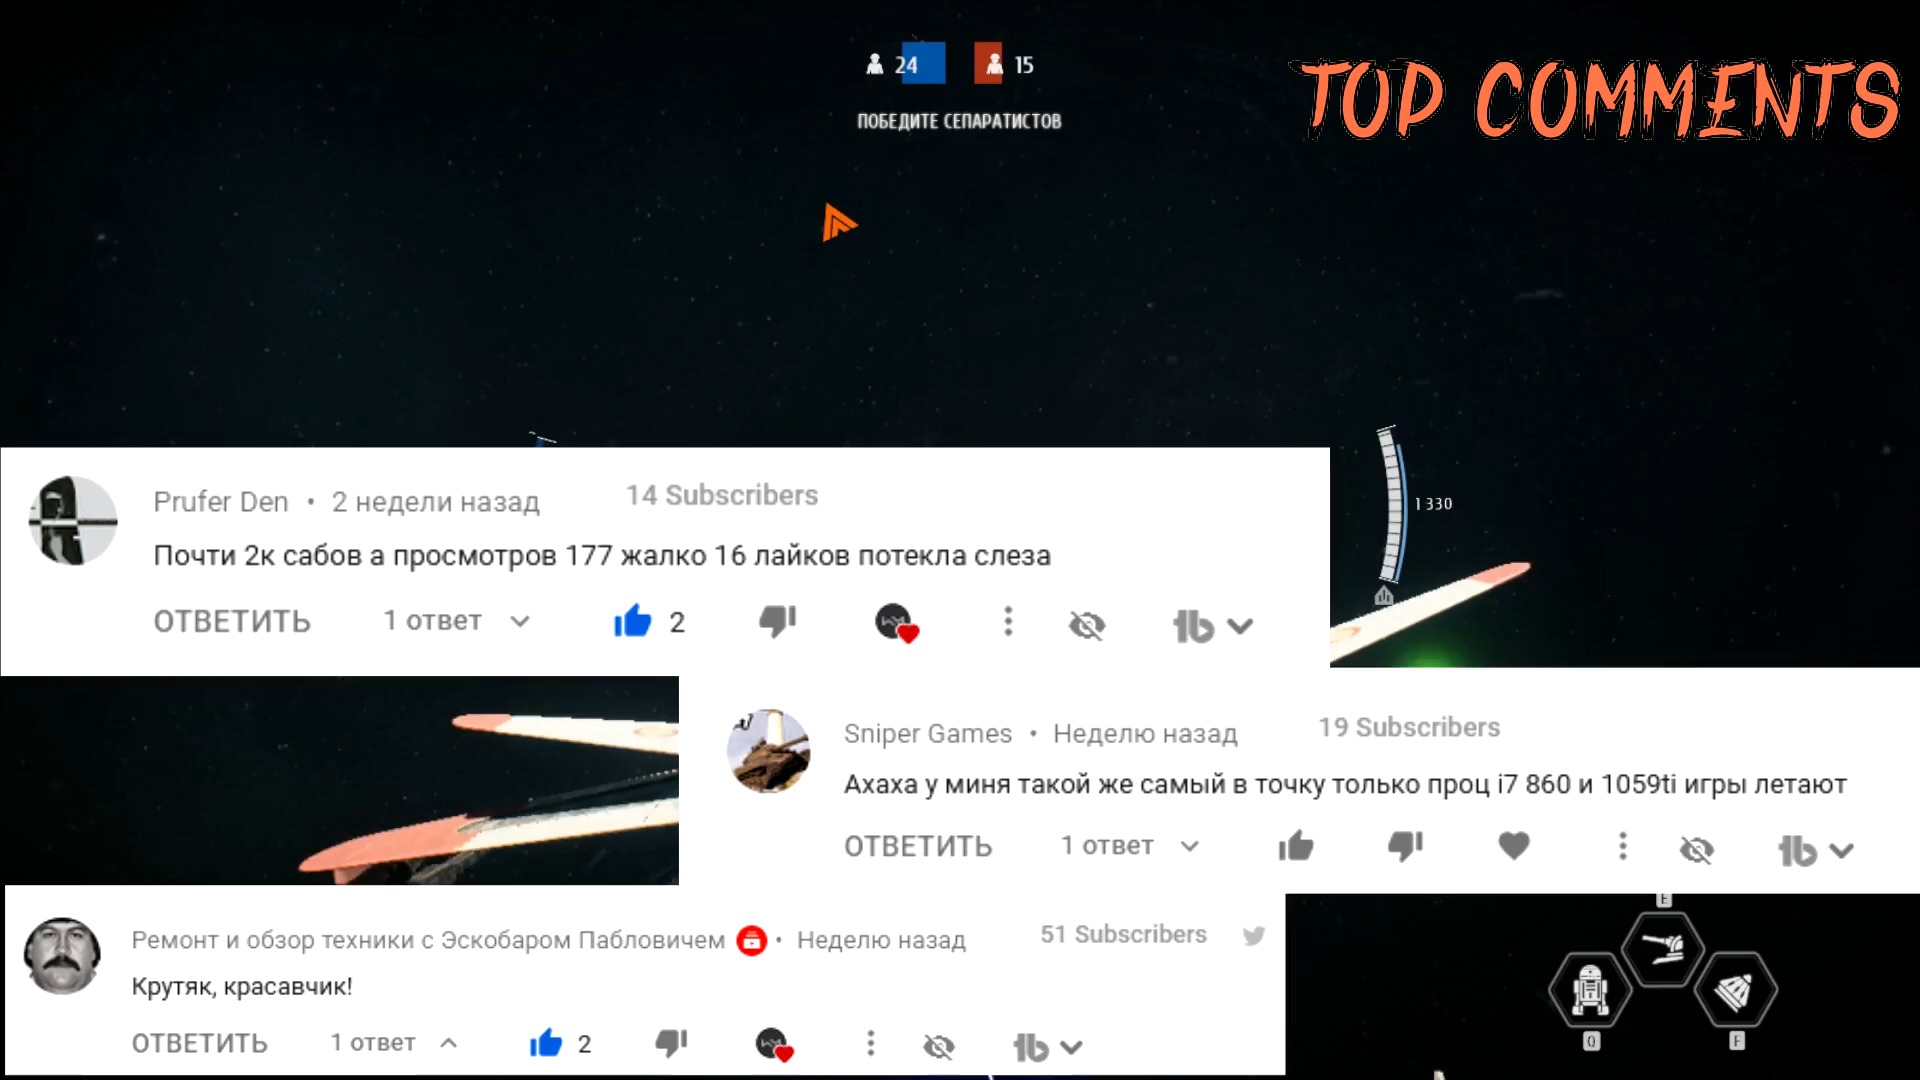 24 15
ПОБЕДИТЕ СЕПАРАТИСТОВ
TOP COMMENTS
1 330
Prufer Den • 2 недели назад 14 Subscribers
Почти 2к сабов а просмотров 177 жалко 16 лайков потекла слеза
ОТВЕТИТЬ 1 ответ 2
Sniper Games • Неделю назад 19 Subscribers
Ахаха у миня такой же самый в точку только проц i7 860 и 1059ti игры летают
ОТВЕТИТЬ 1 ответ
Ремонт и обзор техники с Эскобаром Пабловичем • Неделю назад 51 Subscribers
Крутяк, красавчик!
ОТВЕТИТЬ 1 ответ 2
E
Q F